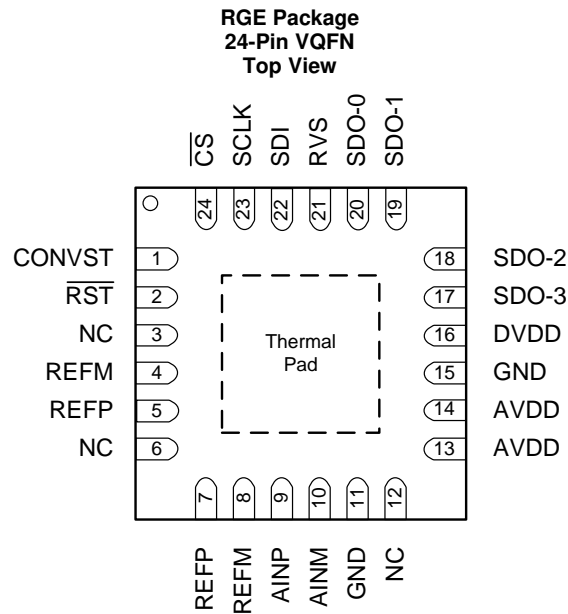 RGE Package
24-Pin VQFN
Top View
CS
SCLK
SDI
RVS
SDO-0
SDO-1
24
23
22
21
20
19
CONVST 1
RST 2
NC 3
REFM 4
REFP 5
NC 6
Thermal
Pad
18 SDO-2
17 SDO-3
16 DVDD
15 GND
14 AVDD
13 AVDD
7
8
9
10
11
12
REFP
REFM
AINP
AINM
GND
NC